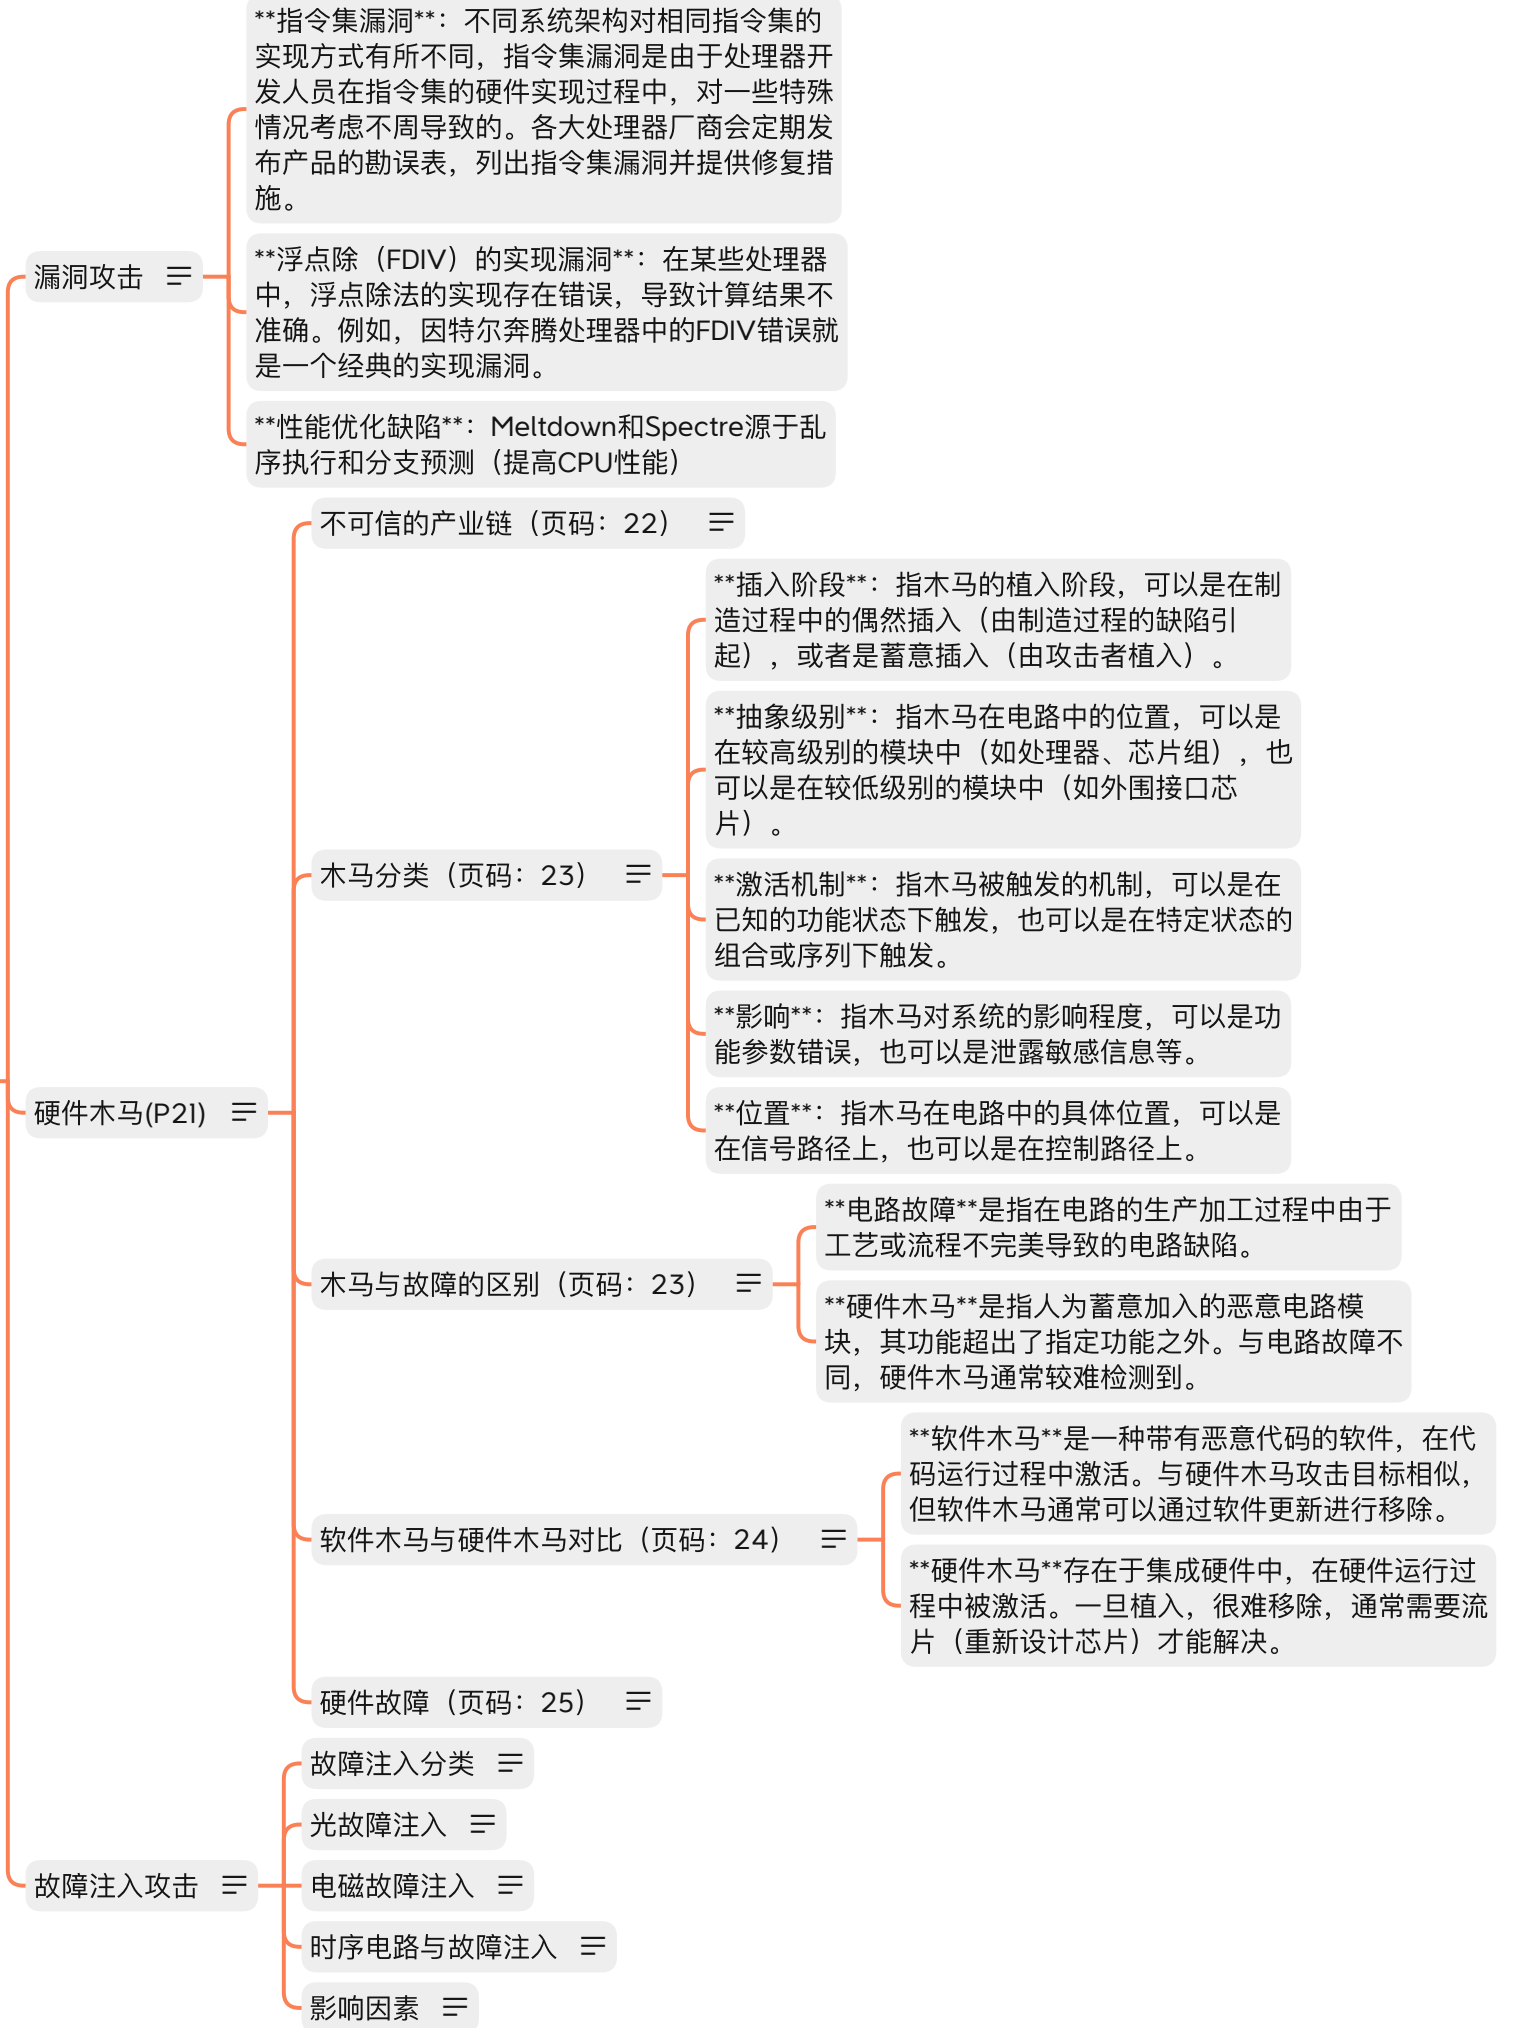 **指令集漏洞**：不同系统架构对相同指令集的
实现方式有所不同，指令集漏洞是由于处理器开
发人员在指令集的硬件实现过程中，对一些特殊
情况考虑不周导致的。各大处理器厂商会定期发
布产品的勘误表，列出指令集漏洞并提供修复措
施。
漏洞攻击
**浮点除（FDIV）的实现漏洞**：在某些处理器
中，浮点除法的实现存在错误，导致计算结果不
准确。例如，因特尔奔腾处理器中的FDIV错误就
是一个经典的实现漏洞。
**性能优化缺陷**：Meltdown和Spectre源于乱
序执行和分支预测（提高CPU性能）
不可信的产业链（页码：22）
**插入阶段**：指木马的植入阶段，可以是在制
造过程中的偶然插入（由制造过程的缺陷引
起），或者是蓄意插入（由攻击者植入）。
**抽象级别**：指木马在电路中的位置，可以是
在较高级别的模块中（如处理器、芯片组），也
可以是在较低级别的模块中（如外围接口芯
片）。
木马分类（页码：23）
**激活机制**：指木马被触发的机制，可以是在
已知的功能状态下触发，也可以是在特定状态的
组合或序列下触发。
**影响**：指木马对系统的影响程度，可以是功
能参数错误，也可以是泄露敏感信息等。
硬件木马(P21)
**位置**：指木马在电路中的具体位置，可以是
在信号路径上，也可以是在控制路径上。
**电路故障**是指在电路的生产加工过程中由于
工艺或流程不完美导致的电路缺陷。
木马与故障的区别（页码：23）
**硬件木马**是指人为蓄意加入的恶意电路模
块，其功能超出了指定功能之外。与电路故障不
同，硬件木马通常较难检测到。
**软件木马**是一种带有恶意代码的软件，在代
码运行过程中激活。与硬件木马攻击目标相似，
但软件木马通常可以通过软件更新进行移除。
软件木马与硬件木马对比（页码：24）
**硬件木马**存在于集成硬件中，在硬件运行过
程中被激活。一旦植入，很难移除，通常需要流
片（重新设计芯片）才能解决。
硬件故障（页码：25）
故障注入分类
光故障注入
故障注入攻击
电磁故障注入
时序电路与故障注入
影响因素